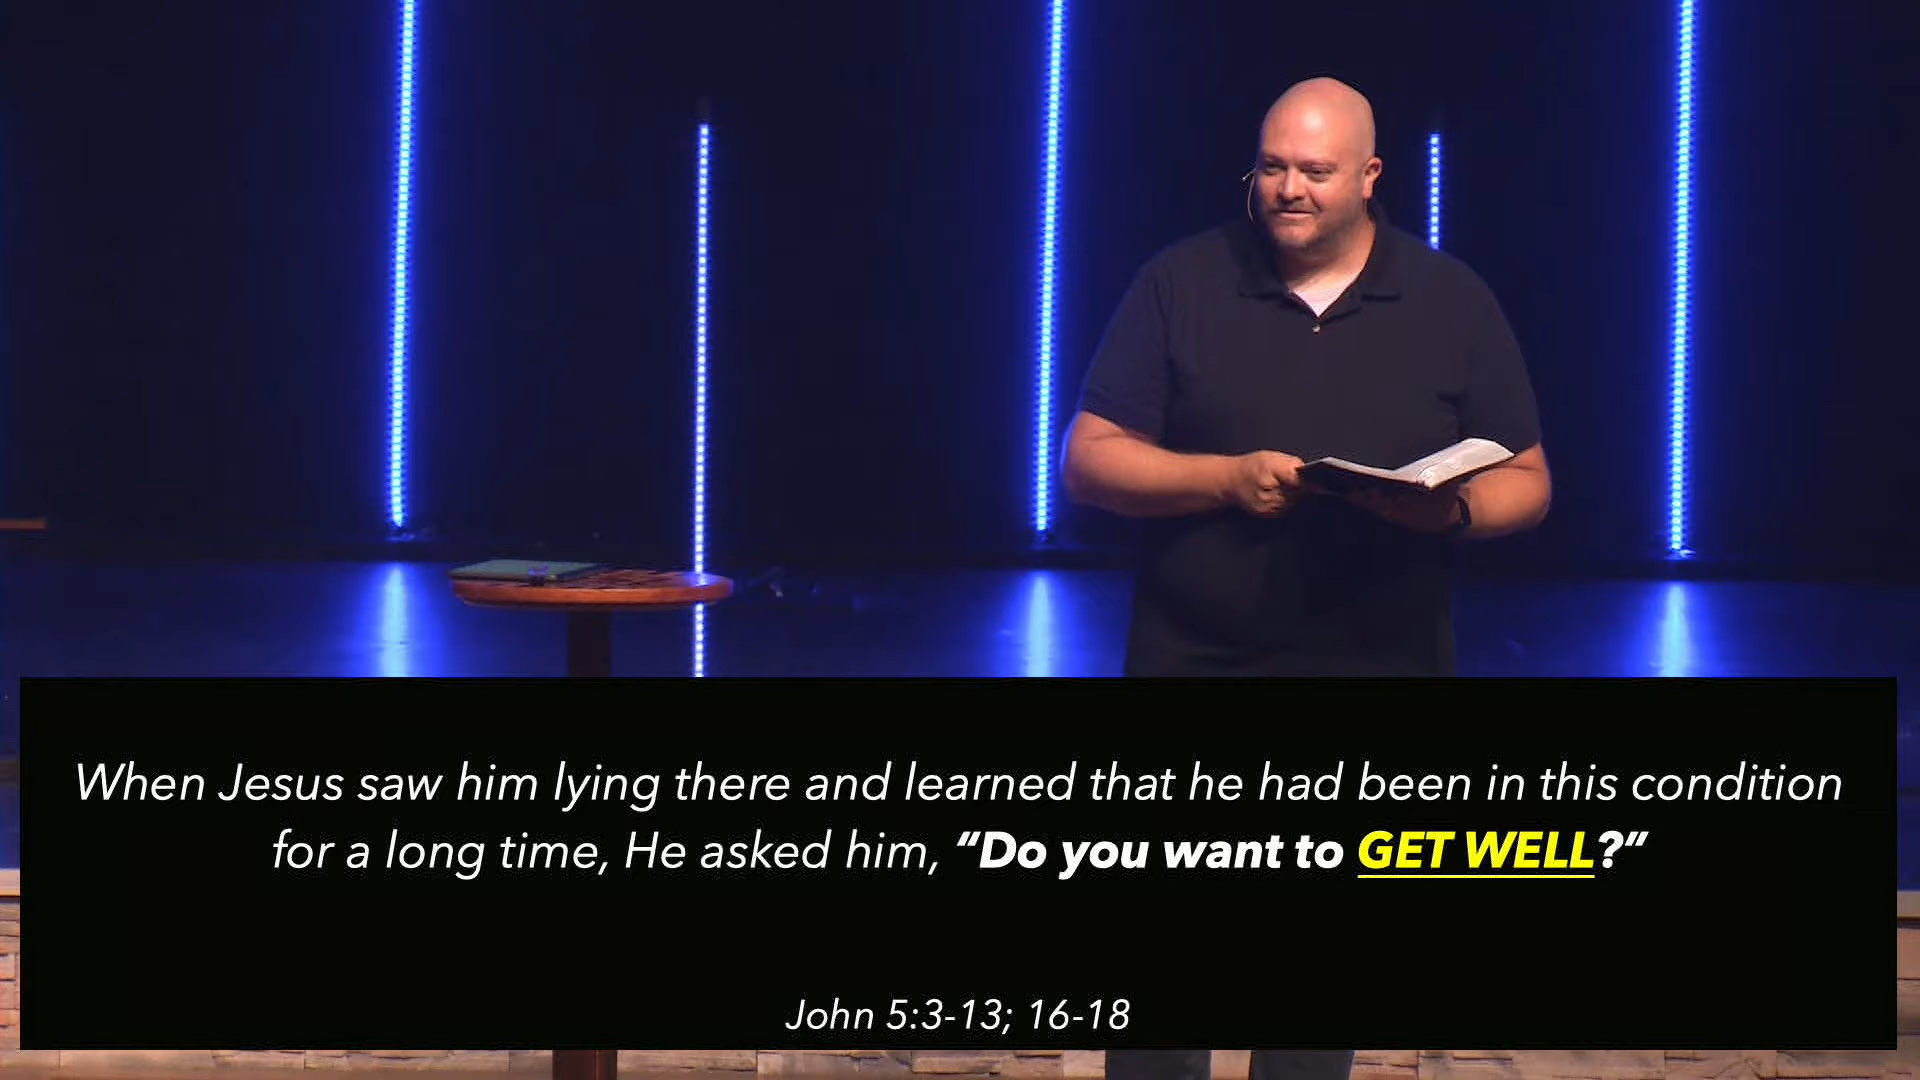 When Jesus saw him lying there and learned that he had been in this condition
for a long time, He asked him, “Do you want to GET WELL?”
John 5:3-13; 16-18